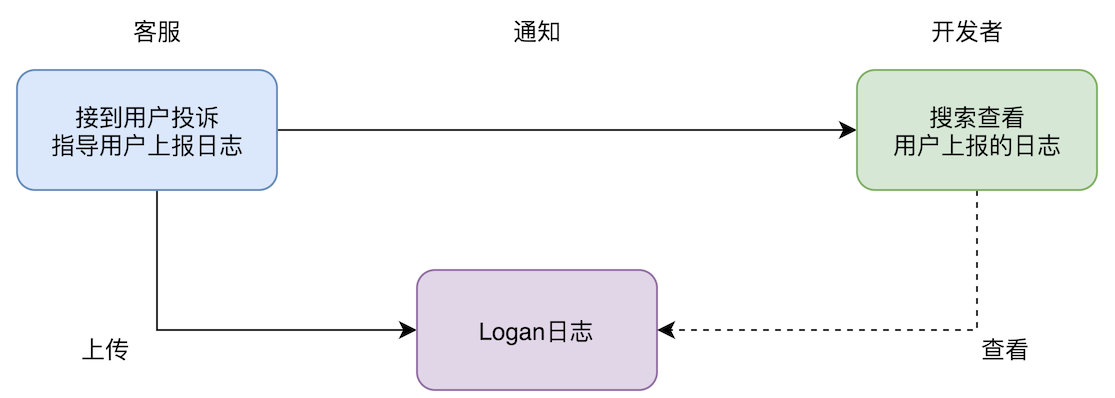 客服
通知
开发者
接到用户投诉
指导用户上报日志
搜索查看
用户上报的日志
Logan日志
上传
查看